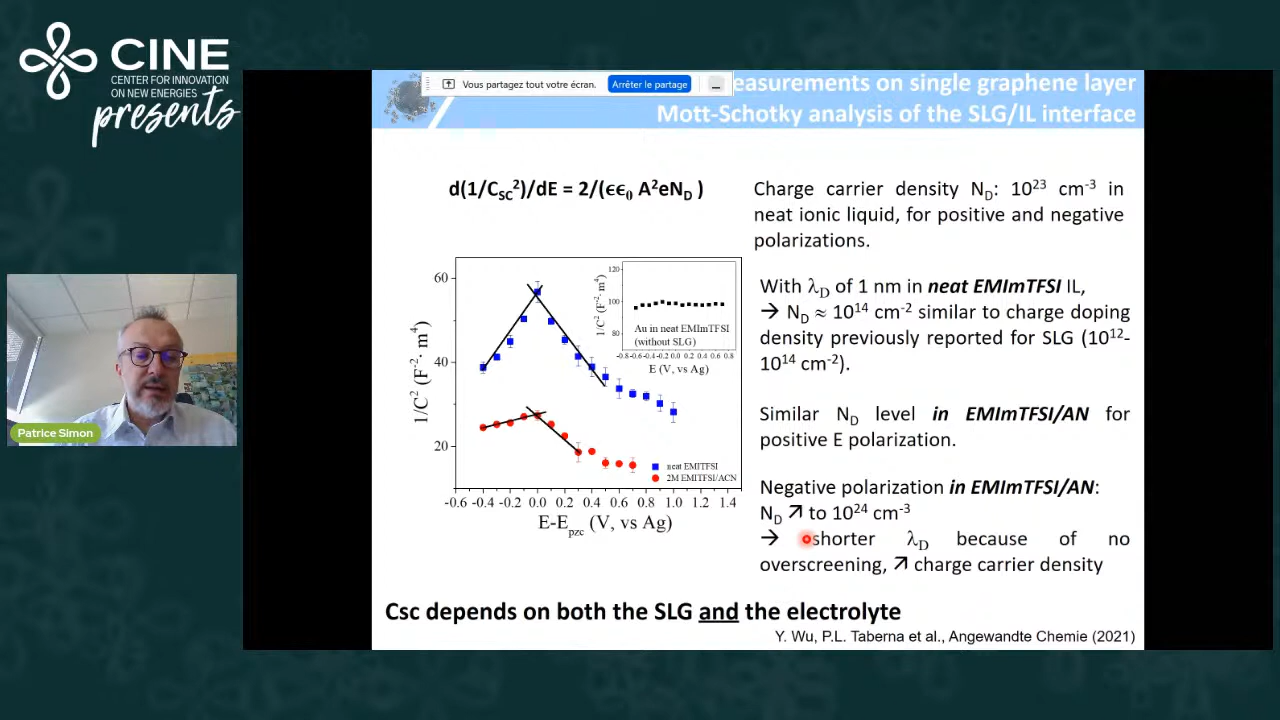 CINE
CENTER FOR INNOVATION
ON NEW ENERGIES
presents
Vous partagez tout votre écran. Arrêter le partage
easurements on single graphene layer
Mott-Schotky analysis of the SLG/IL interface
d(1/C_SC²)/dE = 2/(ϵϵ₀ A²eN_D )
Charge carrier density N_D: 10²³ cm⁻³ in
neat ionic liquid, for positive and negative
polarizations.
With λ_D of 1 nm in neat EMImTFSI IL,
→ N_D ≈ 10¹⁴ cm⁻² similar to charge doping
density previously reported for SLG (10¹²-
10¹⁴ cm⁻²).
Similar N_D level in EMImTFSI/AN for
positive E polarization.
Negative polarization in EMImTFSI/AN:
N_D ↗ to 10²⁴ cm⁻³
→ shorter λ_D because of no
overscreening, ↗ charge carrier density
1/C² (F⁻²· m⁴)
60
40
20
-0.6 -0.4 -0.2 0.0 0.2 0.4 0.6 0.8 1.0 1.2 1.4
E-E_pzc (V, vs Ag)
1/C² (F⁻²· m⁴)
120
100
80
Au in neat EMImTFSI
(without SLG)
-0.8 -0.6 -0.4 -0.2 0.0 0.2 0.4 0.6 0.8
E (V, vs Ag)
neat EMITFSI
2M EMITFSI/ACN
Patrice Simon
Csc depends on both the SLG and the electrolyte
Y. Wu, P.L. Taberna et al., Angewandte Chemie (2021)